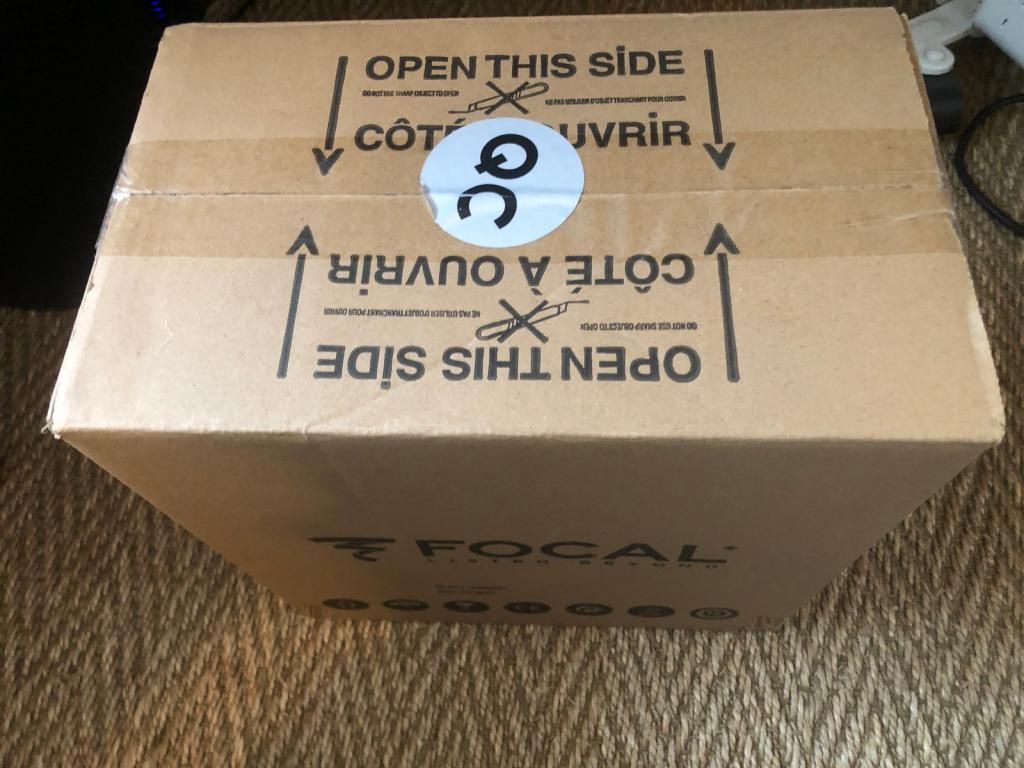 OPEN THIS SİDE
DO NOT USE SHARP OBJECT TO OPEN
NE PAS UTILISER D'OBJET TRANCHANT POUR OUVRIR
CÔTÉ OUVRİR
QC
CÔTÉ À OUVRİR
NE PAS UTILISER D'OBJET TRANCHANT POUR OUVRIR
DO NOT USE SHARP OBJECT TO OPEN
OPEN THIS SİDE
FOCAL®
LISTEN BEYOND